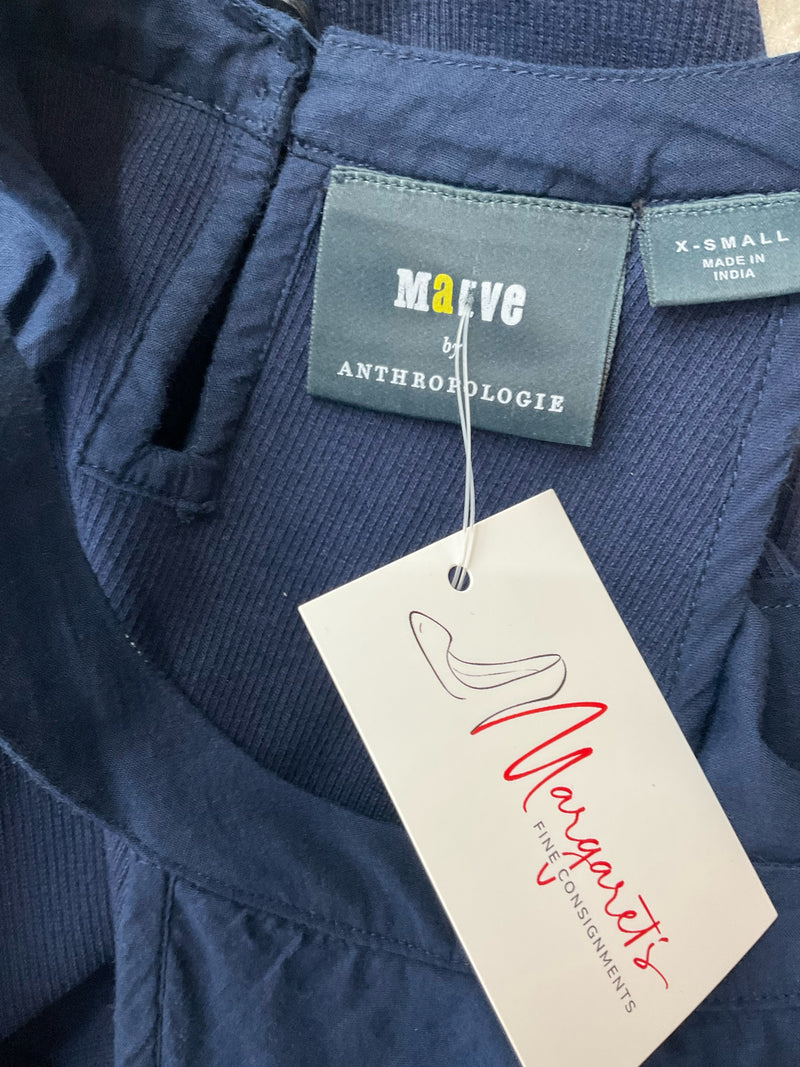 Maeve
by
ANTHROPOLOGIE
X-SMALL
MADE IN
INDIA
Margaret's
FINE CONSIGNMENTS